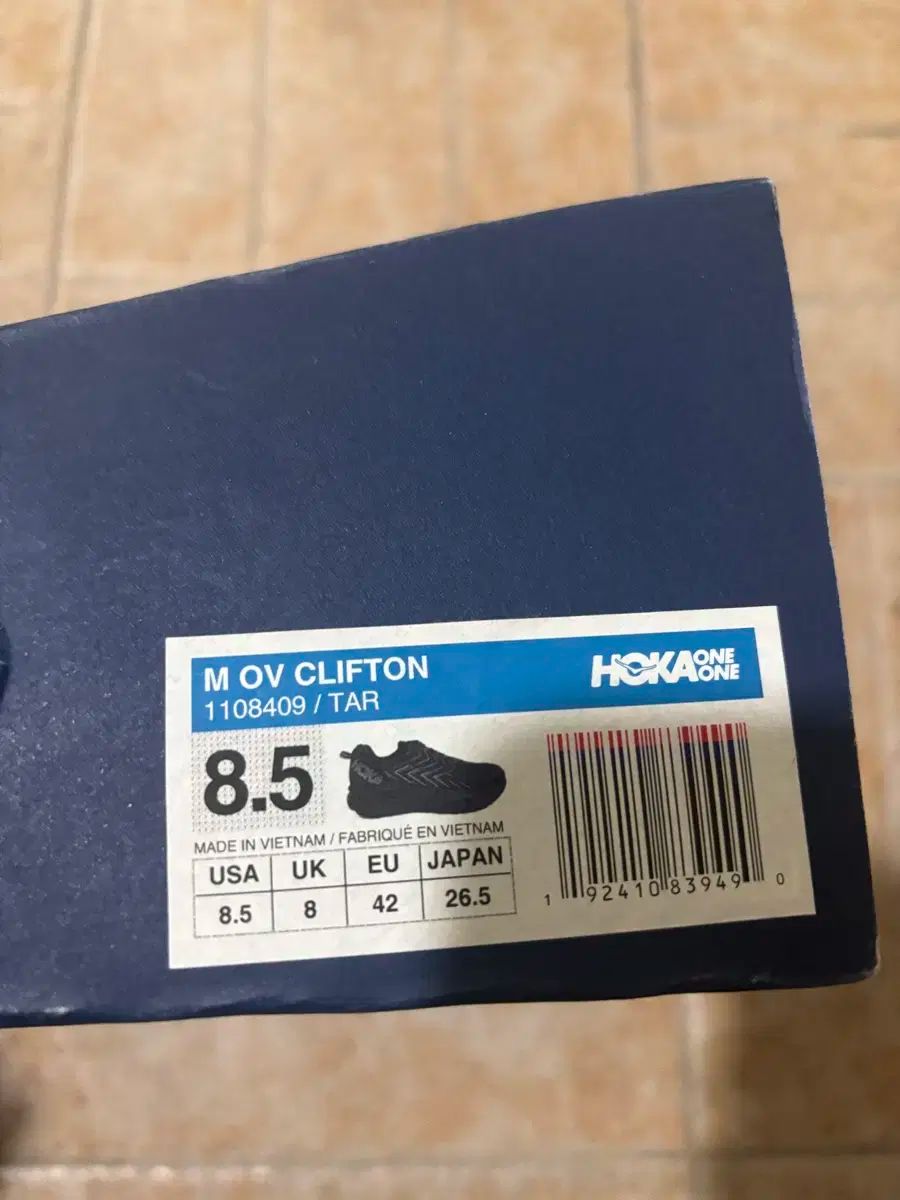 M OV CLIFTON
1108409 / TAR
HOKA ONE ONE
8.5
HOKA
MADE IN VIETNAM / FABRIQUÉ EN VIETNAM
USA UK EU JAPAN
8.5 8 42 26.5
1 92410 83949 0